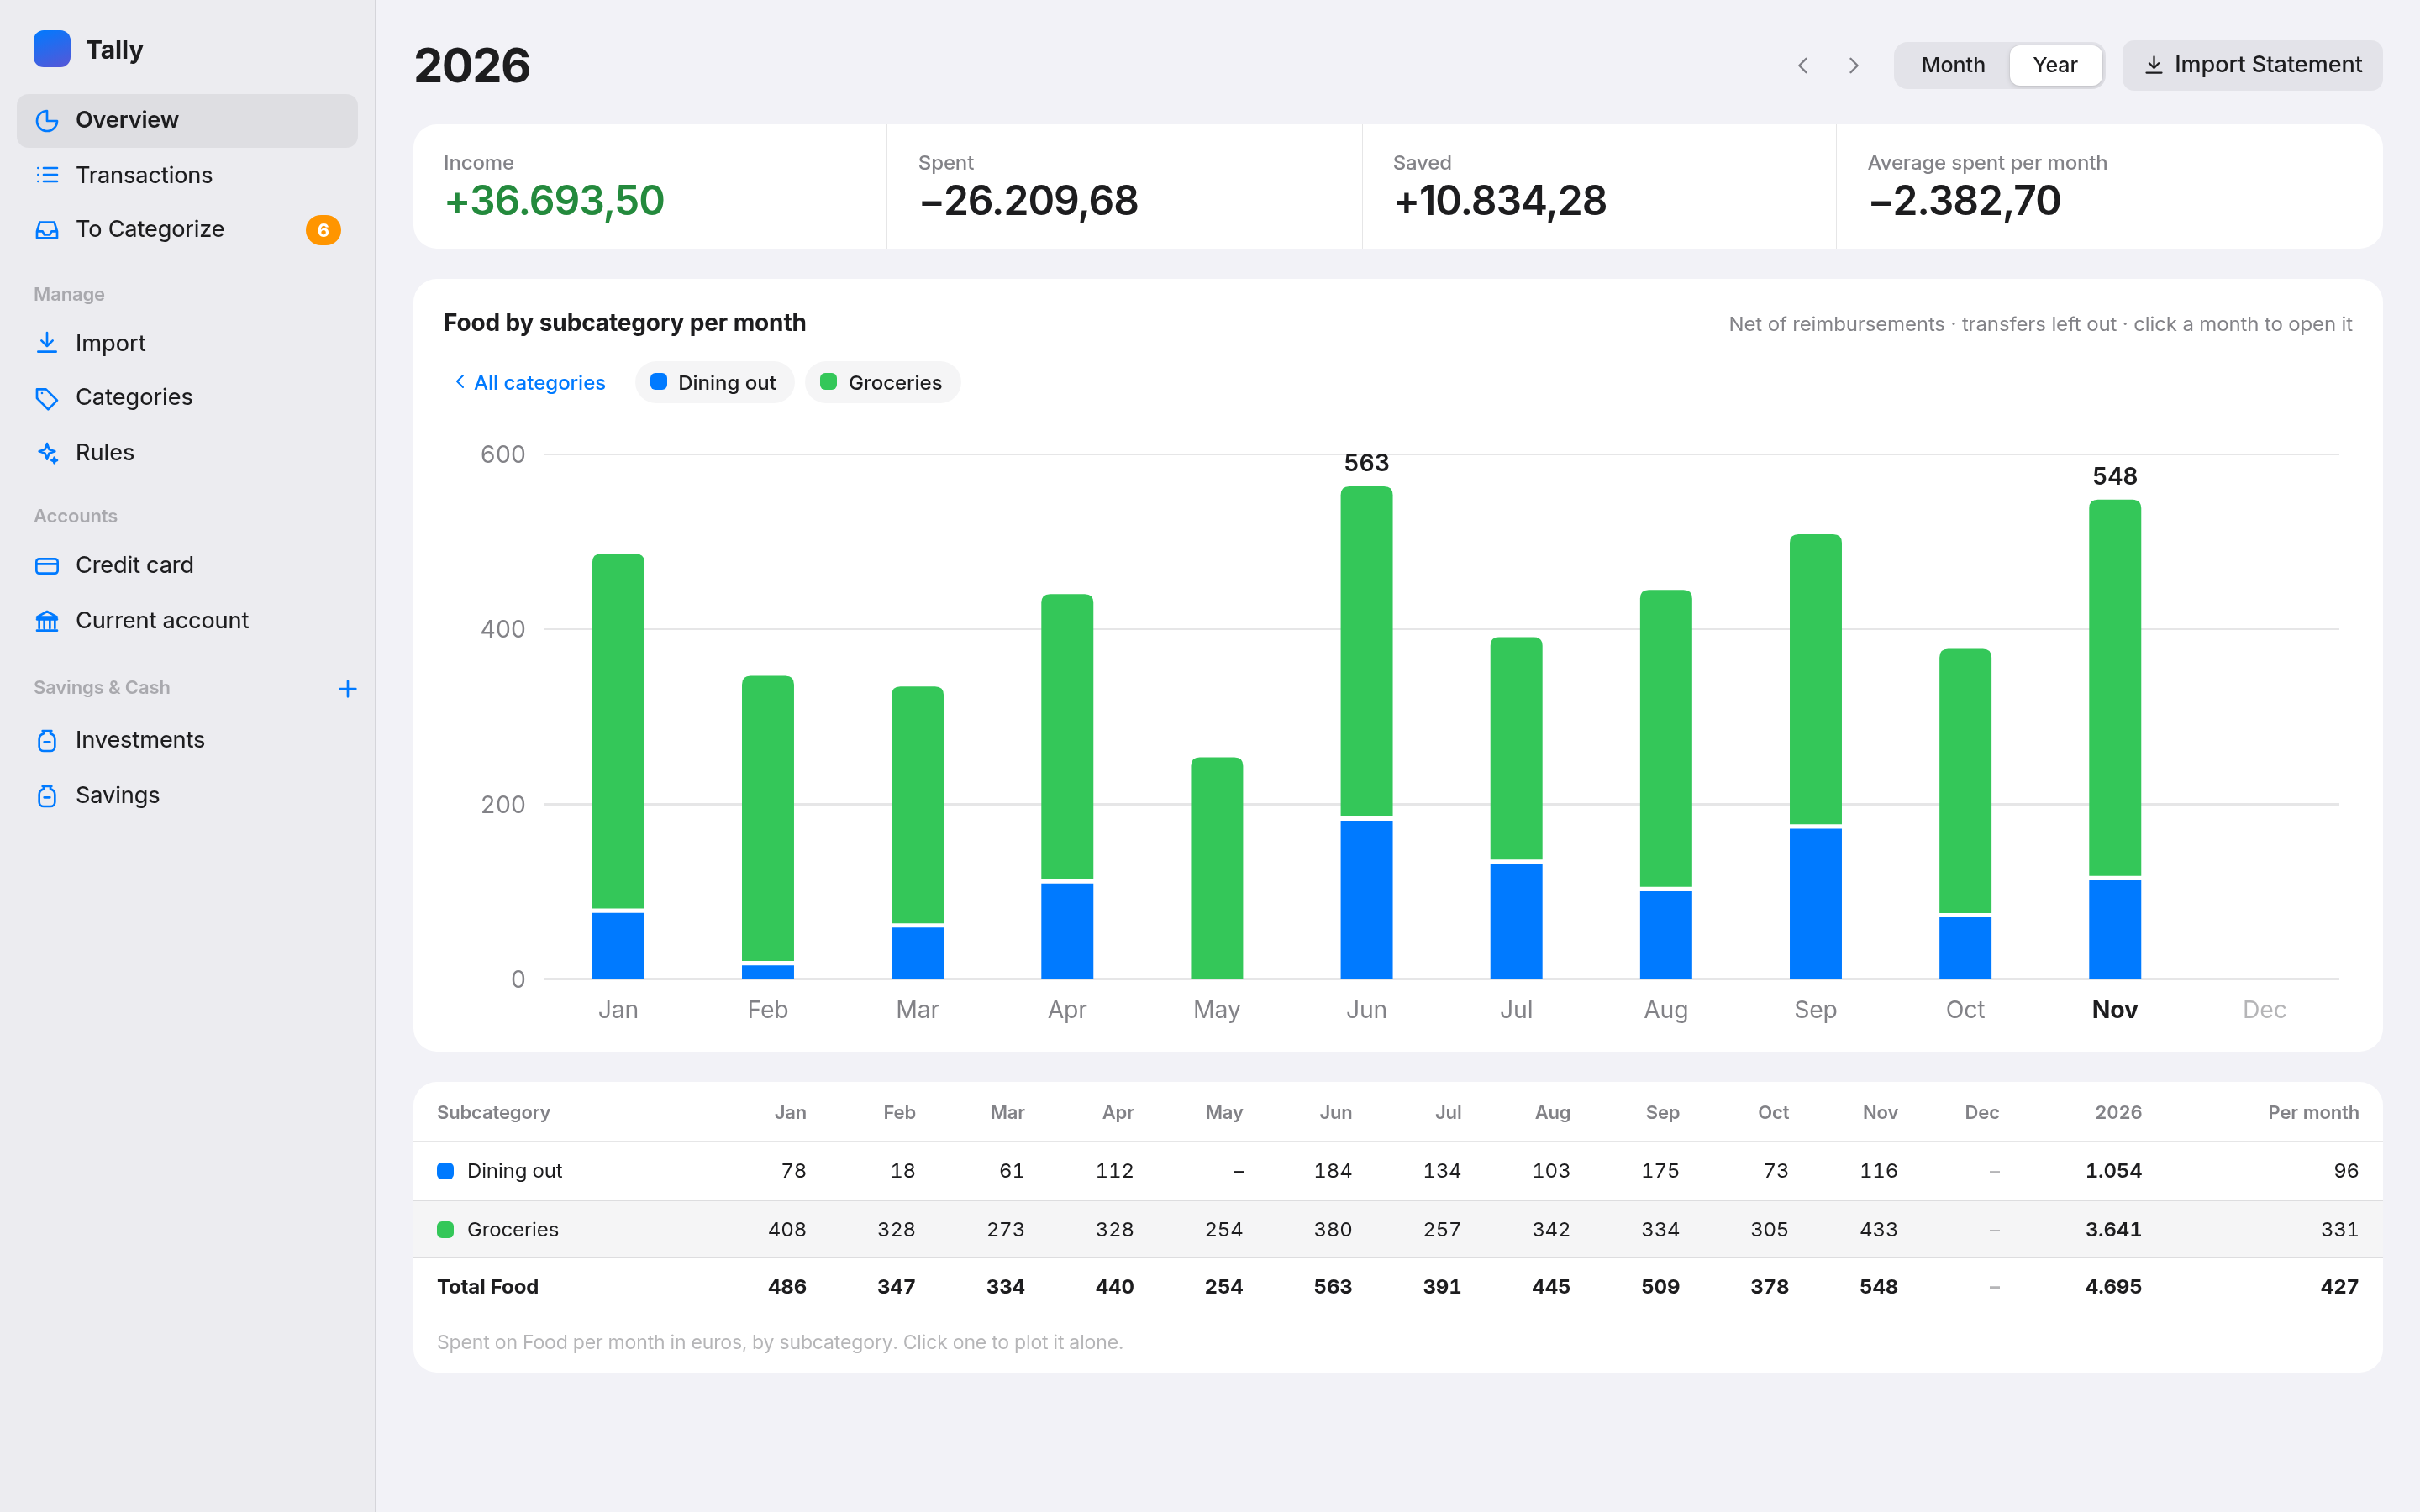 Tally
Overview
Transactions
To Categorize 6
Manage
Import
Categories
Rules
Accounts
Credit card
Current account
Savings & Cash
Investments
Savings
2026
Month Year Import Statement
Income Spent Saved Average spent per month
+36.693,50 −26.209,68 +10.834,28 −2.382,70
Food by subcategory per month Net of reimbursements · transfers left out · click a month to open it
All categories Dining out Groceries
600
563
548
400
200
0
Jan Feb Mar Apr May Jun Jul Aug Sep Oct Nov Dec
Subcategory Jan Feb Mar Apr May Jun Jul Aug Sep Oct Nov Dec 2026 Per month
Dining out 78 18 61 112 – 184 134 103 175 73 116 – 1.054 96
Groceries 408 328 273 328 254 380 257 342 334 305 433 – 3.641 331
Total Food 486 347 334 440 254 563 391 445 509 378 548 – 4.695 427
Spent on Food per month in euros, by subcategory. Click one to plot it alone.